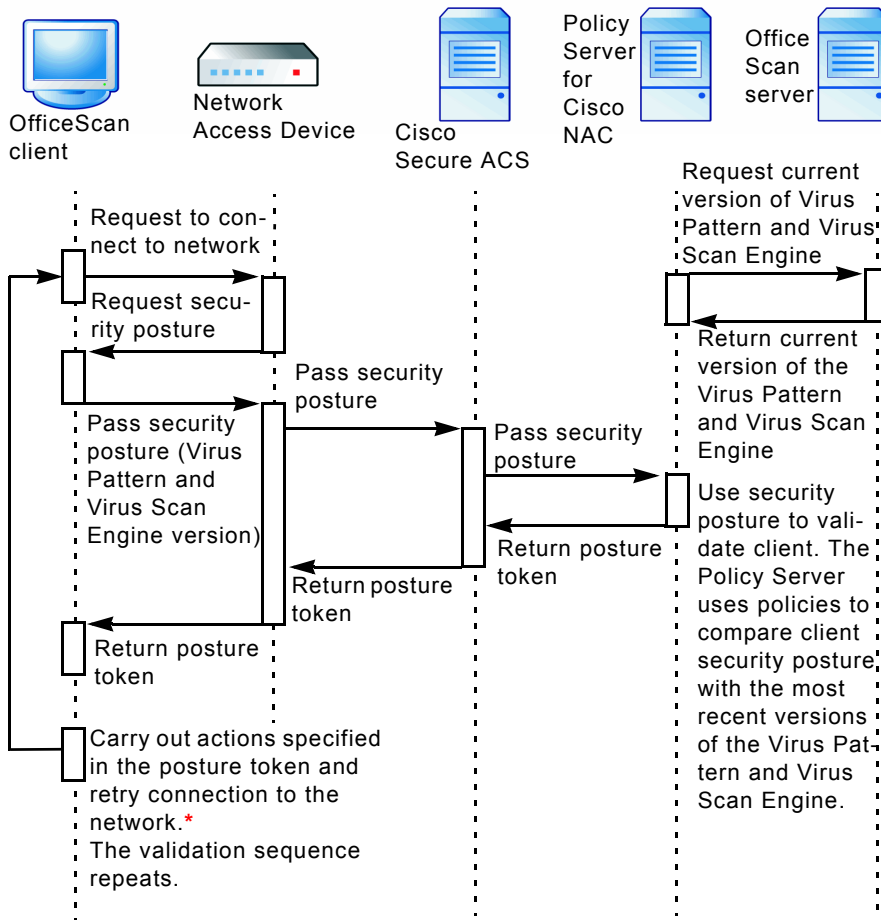 OfficeScan
client
Network
Access Device
Cisco
Secure ACS
Policy
Server
for
Cisco
NAC
Office
Scan
server
Request to con-
nect to network
Request secu-
rity posture
Pass security
posture (Virus
Pattern and
Virus Scan
Engine version)
Pass security
posture
Pass security
posture
Request current
version of Virus
Pattern and Virus
Scan Engine
Return current
version of the
Virus Pattern
and Virus Scan
Engine
Use security
posture to vali-
date client. The
Policy Server
uses policies to
compare client
security posture
with the most
recent versions
of the Virus Pat-
tern and Virus
Scan Engine.
Return posture
token
Return posture
token
Return posture
token
Carry out actions specified
in the posture token and
retry connection to the
network.*
The validation sequence
repeats.